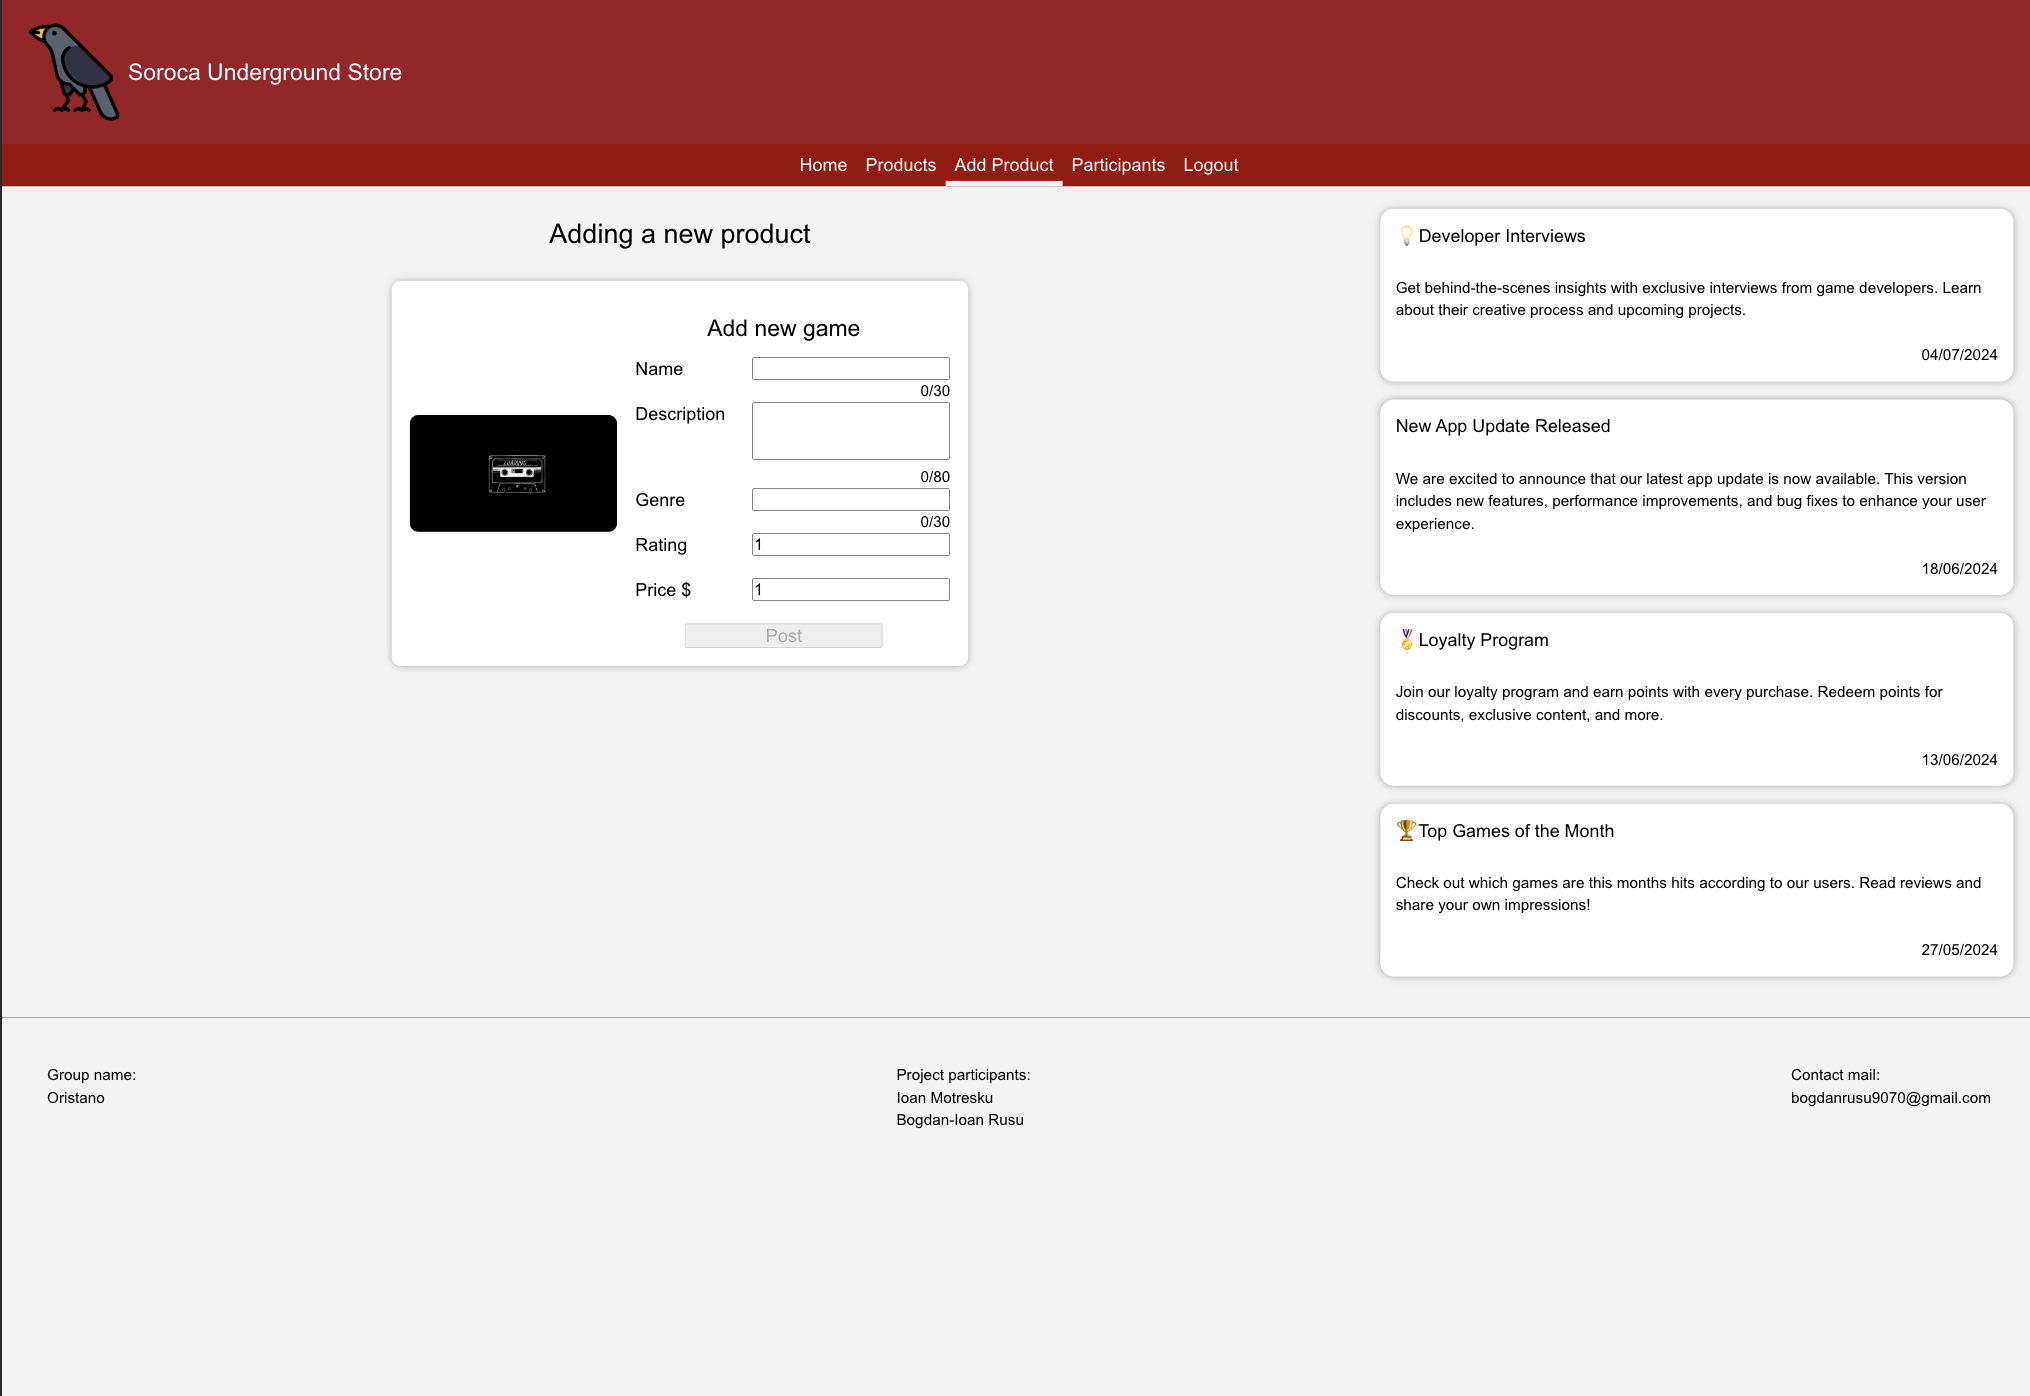 Soroca Underground Store
Home Products Add Product Participants Logout
Adding a new product
Add new game
Name
0/30
Description
0/80
Genre
0/30
Rating 1
Price $ 1
Post
LOADING...
💡Developer Interviews
Get behind-the-scenes insights with exclusive interviews from game developers. Learn
about their creative process and upcoming projects.
04/07/2024
New App Update Released
We are excited to announce that our latest app update is now available. This version
includes new features, performance improvements, and bug fixes to enhance your user
experience.
18/06/2024
🏅Loyalty Program
Join our loyalty program and earn points with every purchase. Redeem points for
discounts, exclusive content, and more.
13/06/2024
🏆Top Games of the Month
Check out which games are this months hits according to our users. Read reviews and
share your own impressions!
27/05/2024
Group name:
Oristano
Project participants:
Ioan Motresku
Bogdan-Ioan Rusu
Contact mail:
bogdanrusu9070@gmail.com